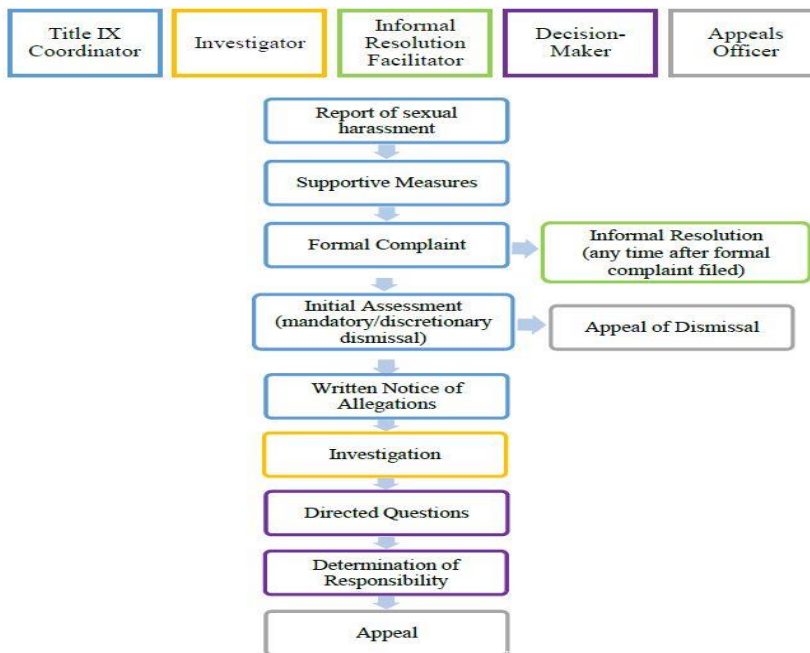 Title IX
Coordinator
Investigator
Informal
Resolution
Facilitator
Decision-
Maker
Appeals
Officer
Report of sexual
harassment
Supportive Measures
Formal Complaint
Informal Resolution
(any time after formal
complaint filed)
Initial Assessment
(mandatory/discretionary
dismissal)
Appeal of Dismissal
Written Notice of
Allegations
Investigation
Directed Questions
Determination of
Responsibility
Appeal